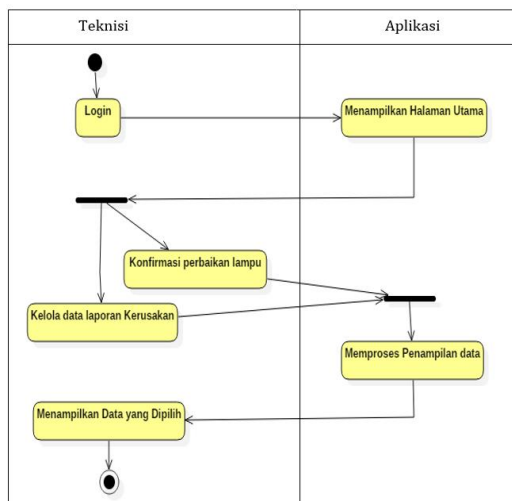 Teknisi
Aplikasi
Login
Menampilkan Halaman Utama
Konfirmasi perbaikan lampu
Kelola data laporan Kerusakan
Memproses Penampilan data
Menampilkan Data yang Dipilih